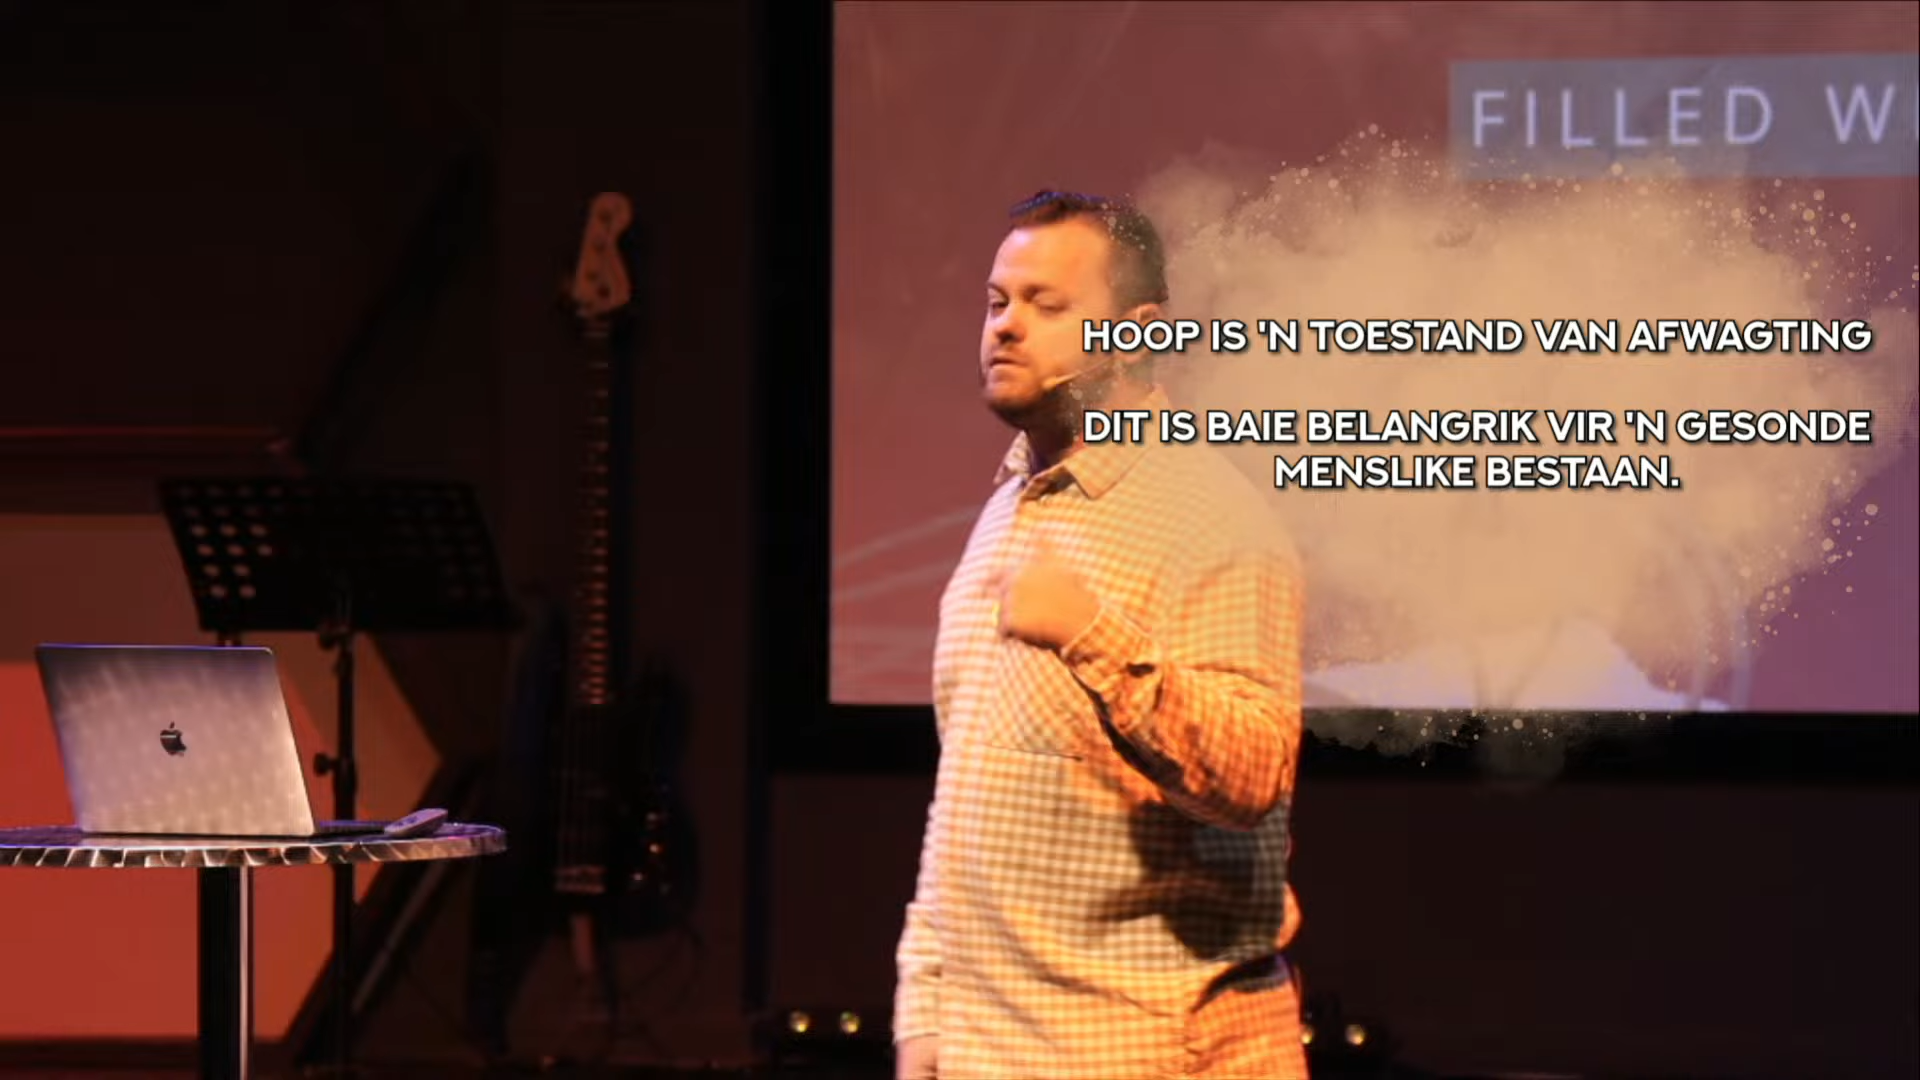 FILLED W
HOOP IS 'N TOESTAND VAN AFWAGTING
DIT IS BAIE BELANGRIK VIR 'N GESONDE
MENSLIKE BESTAAN.